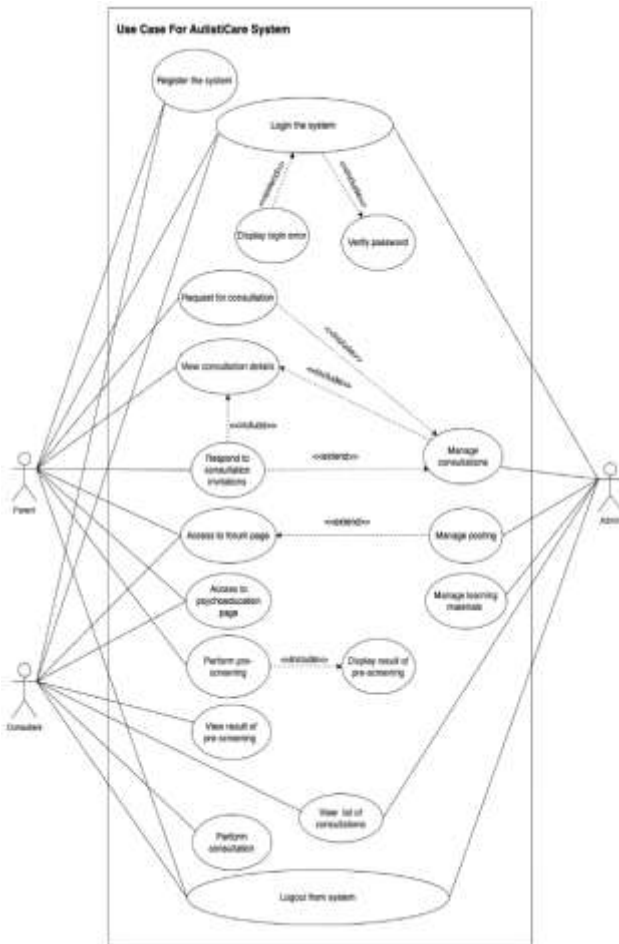 Use Case For AutistiCare System
Register the system
Login the system
<<extend>>
<<include>>
Display login error
Verify password
Request for consultation
<<include>>
View consultation details
<<include>>
<<include>>
Respond to
consultation
invitations
<<extend>>
Manage
consultations
Parent
Admin
Access to forum page
<<extend>>
Manage posting
Access to
psychoeducation
page
Manage learning
materials
Perform pre-
screening
<<include>>
Display result of
pre-screening
View result of
pre-screening
View list of
consultations
Perform
consultation
Logout from system